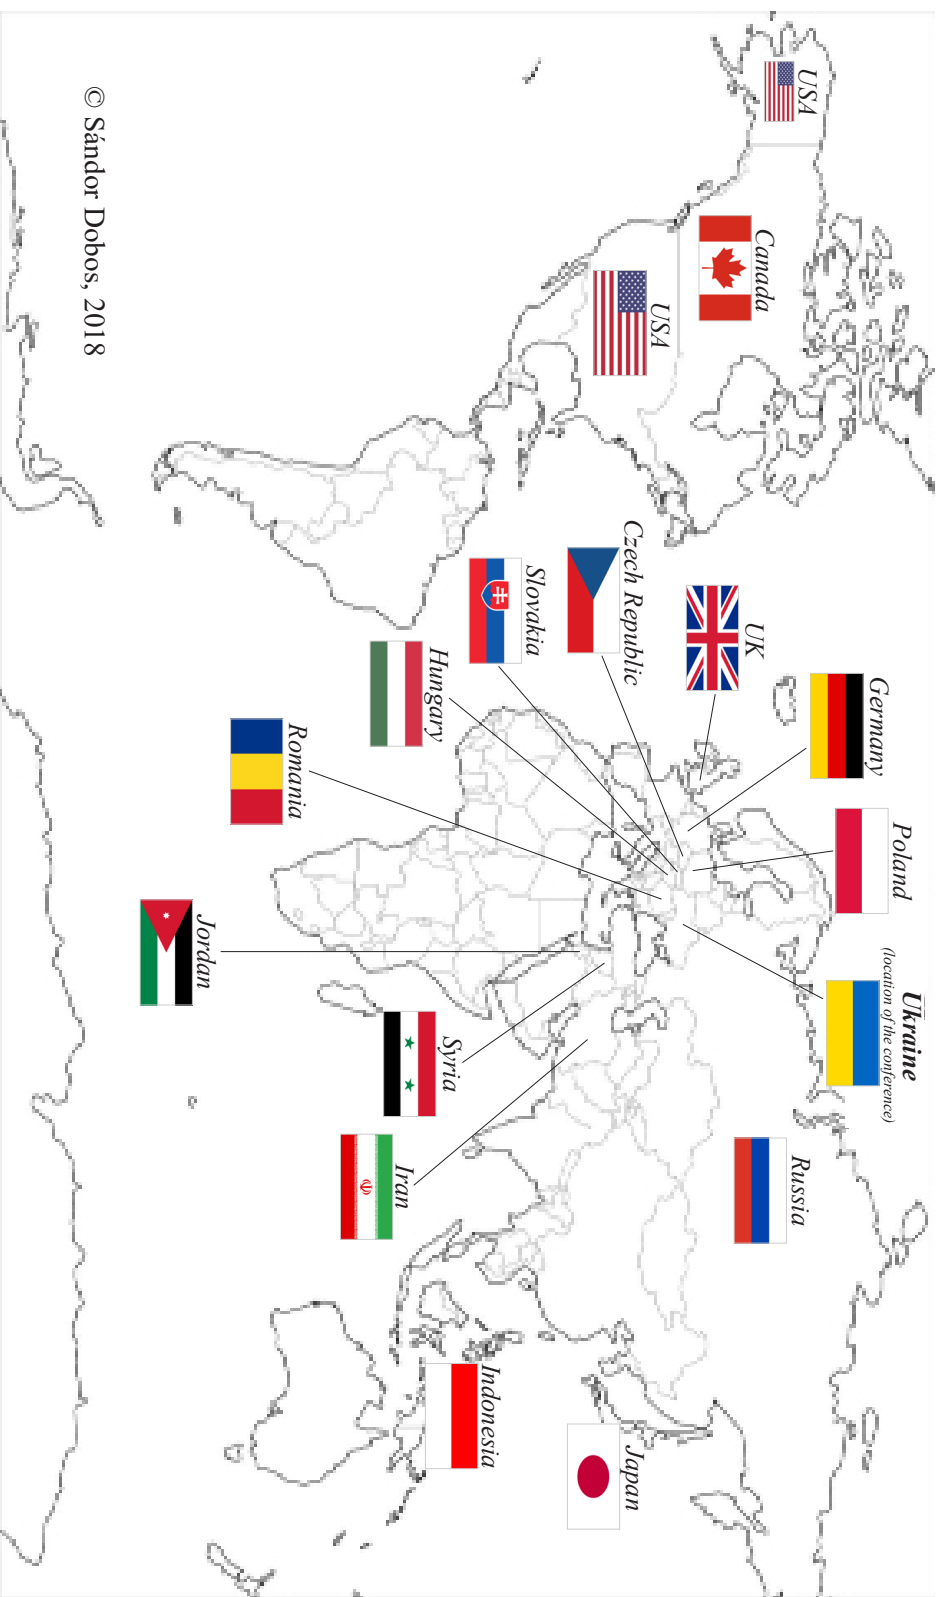 USA
Canada
USA
© Sándor Dobos, 2018
UK
Czech Republic
Slovakia
Hungary
Romania
Germany
Poland
Ukraine
(location of the conference)
Jordan
Syria
Iran
Russia
Indonesia
Japan